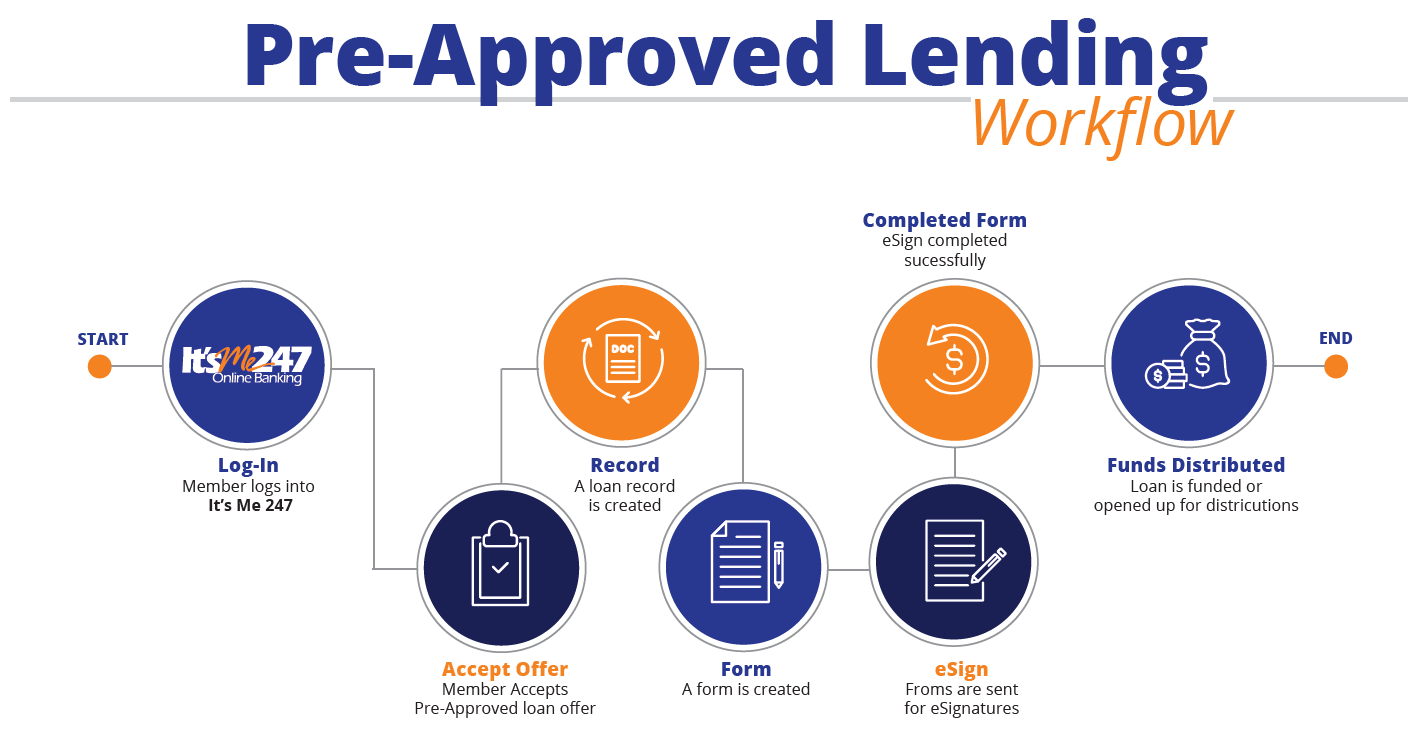 Pre-Approved Lending
Workflow
START
It'sMe247
Online Banking
Log-In
Member logs into
It's Me 247
Accept Offer
Member Accepts
Pre-Approved loan offer
DOC
Record
A loan record
is created
Form
A form is created
eSign
Froms are sent
for eSignatures
Completed Form
eSign completed
sucessfully
$
$
$
Funds Distributed
Loan is funded or
opened up for districutions
END